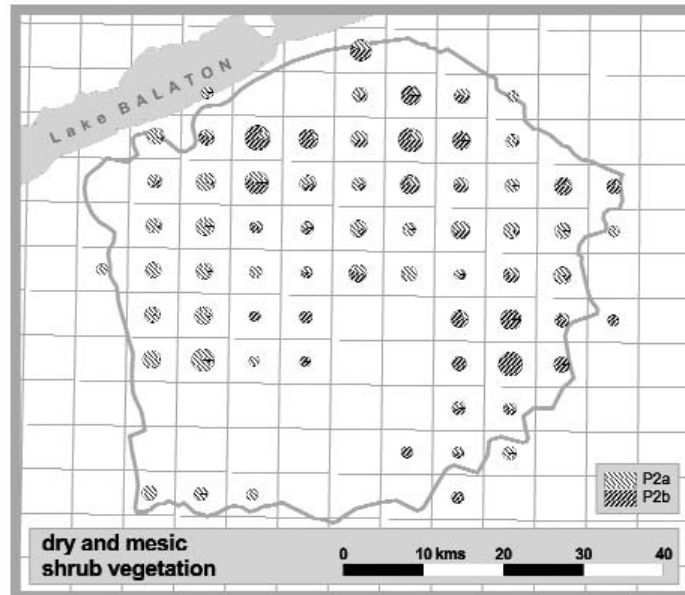 Lake BALATON
P2a
P2b
dry and mesic
shrub vegetation
0 10 kms 20 30 40